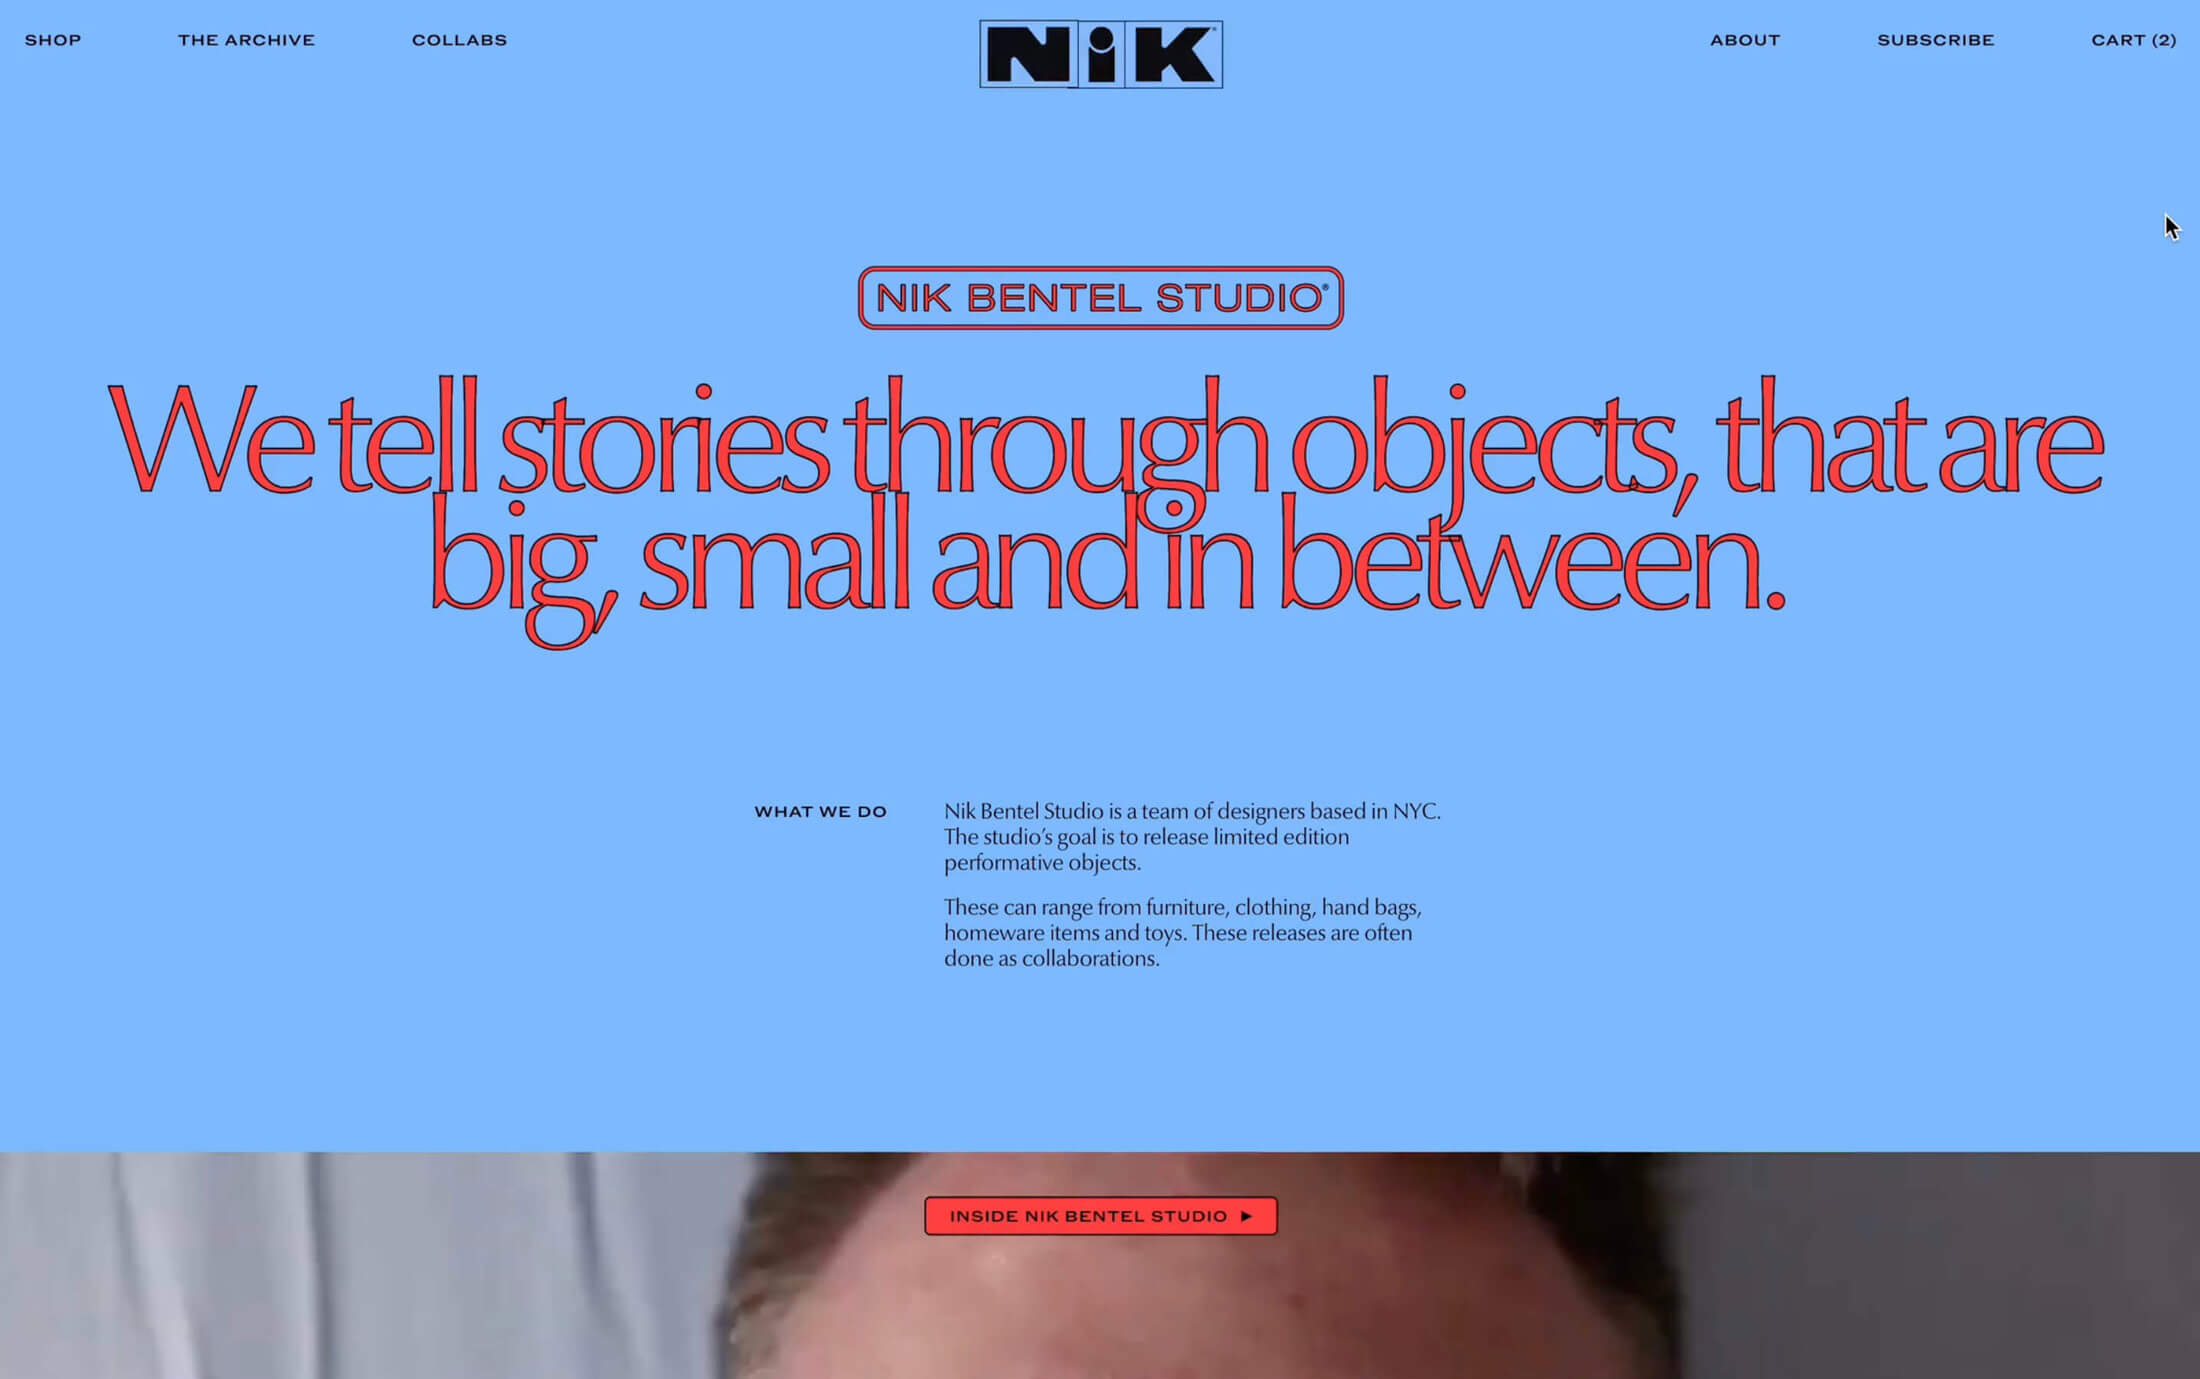 SHOP
THE ARCHIVE
COLLABS
NiK
ABOUT
SUBSCRIBE
CART (2)
NIK BENTEL STUDIO®
We tell stories through objects, that are
big, small and in between.
WHAT WE DO
Nik Bentel Studio is a team of designers based in NYC.
The studio’s goal is to release limited edition
performative objects.
These can range from furniture, clothing, hand bags,
homeware items and toys. These releases are often
done as collaborations.
INSIDE NIK BENTEL STUDIO ►